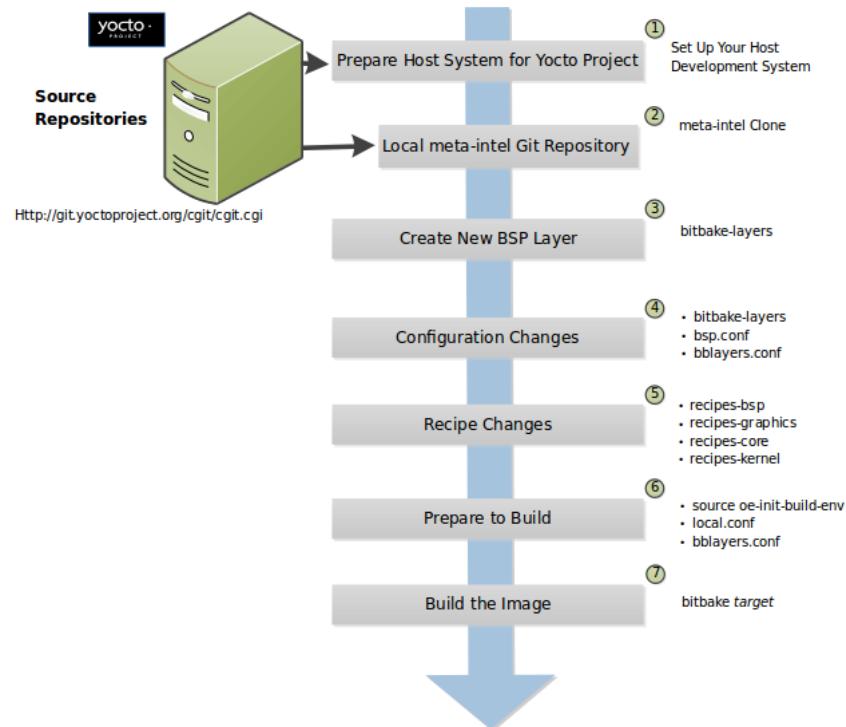 yocto ·
PROJECT
Source
Repositories
Http://git.yoctoproject.org/cgit/cgit.cgi
1
Prepare Host System for Yocto Project
Set Up Your Host
Development System
2
Local meta-intel Git Repository
meta-intel Clone
3
Create New BSP Layer
bitbake-layers
4
Configuration Changes
• bitbake-layers
• bsp.conf
• bblayers.conf
5
Recipe Changes
• recipes-bsp
• recipes-graphics
• recipes-core
• recipes-kernel
6
Prepare to Build
• source oe-init-build-env
• local.conf
• bblayers.conf
7
Build the Image
bitbake target